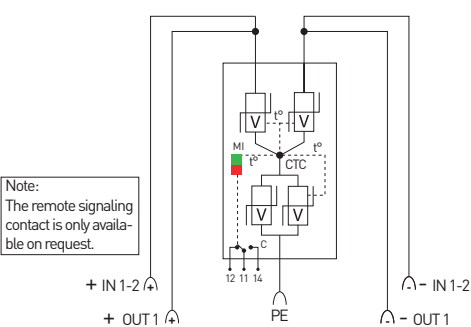 V
V
t°
MI
t°
t°
CTC
V
V
Note:
The remote signaling
contact is only availa-
ble on request.
C
12 11 14
+ IN 1-2
+
-
- IN 1-2
+ OUT 1
+
PE
-
- OUT 1